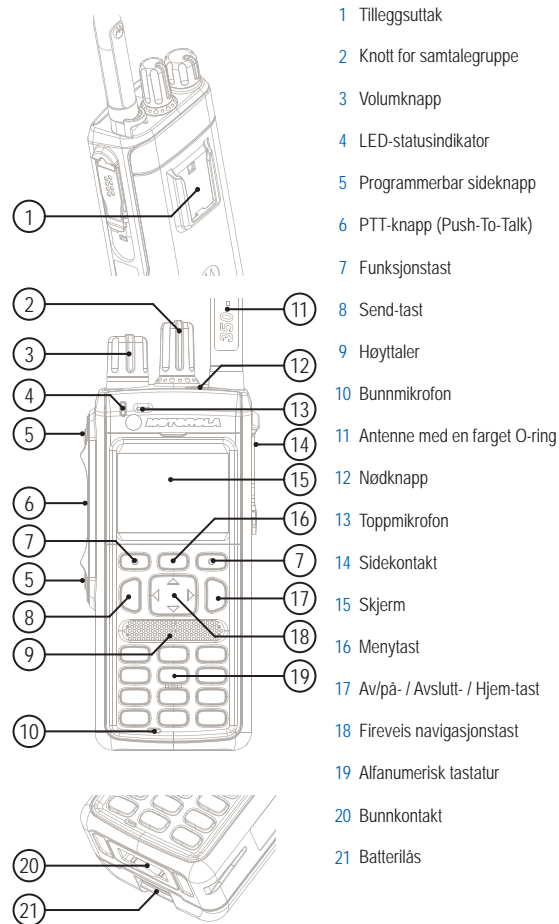 1 Tilleggsuttak
2 Knott for samtalegruppe
3 Volumknapp
4 LED-statusindikator
5 Programmerbar sideknapp
6 PTT-knapp (Push-To-Talk)
7 Funksjonstast
8 Send-tast
9 Høyttaler
10 Bunnmikrofon
11 Antenne med en farget O-ring
12 Nødknapp
13 Toppmikrofon
14 Sidekontakt
15 Skjerm
16 Menytast
17 Av/på- / Avslutt- / Hjem-tast
18 Fireveis navigasjonstast
19 Alfanumerisk tastatur
20 Bunnkontakt
21 Batterilås
1
2
3
4
5
6
5
7
8
9
10
350
11
12
13
MOTOROLA
14
15
16
7
17
18
19
20
21